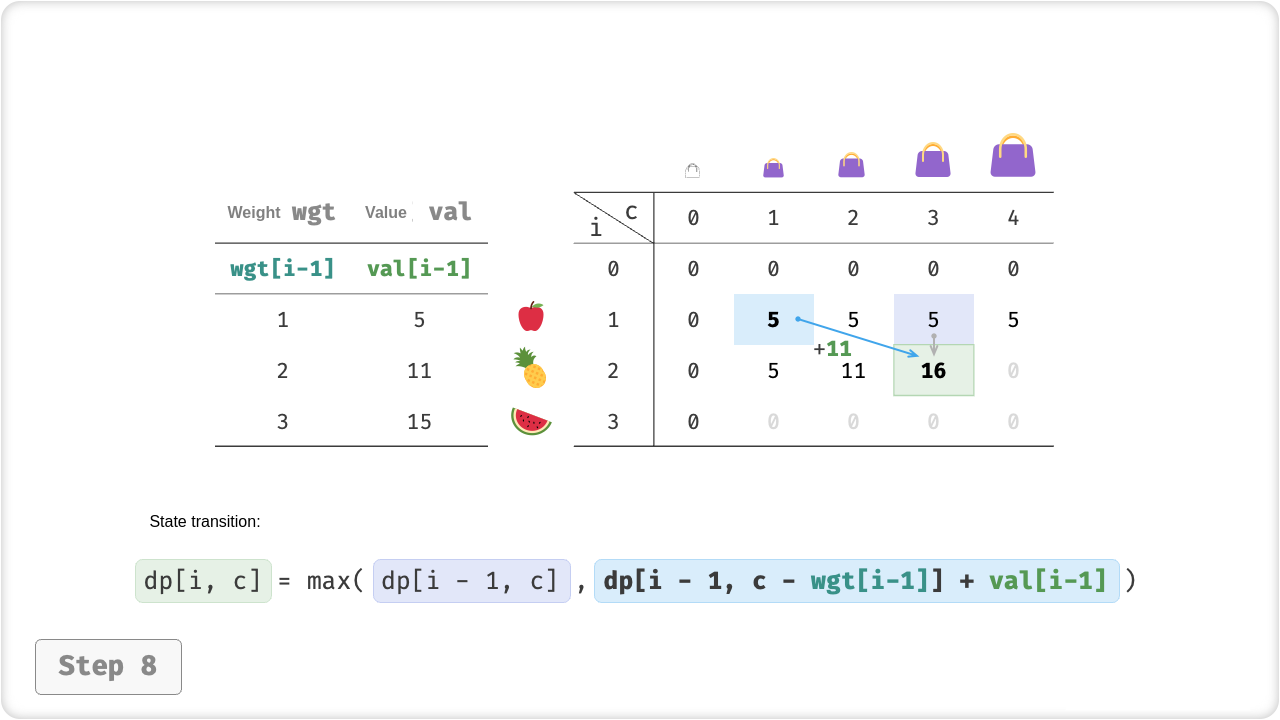 Weight wgt Value val
wgt[i-1] val[i-1]
1 5
2 11
3 15
c
i
0 1 2 3 4
0 0 0 0 0 0
1 0 5 5 5 5
+11
2 0 5 11 16 0
3 0 0 0 0 0
State transition:
dp[i, c] = max( dp[i - 1, c] , dp[i - 1, c - wgt[i-1]] + val[i-1] )
Step 8